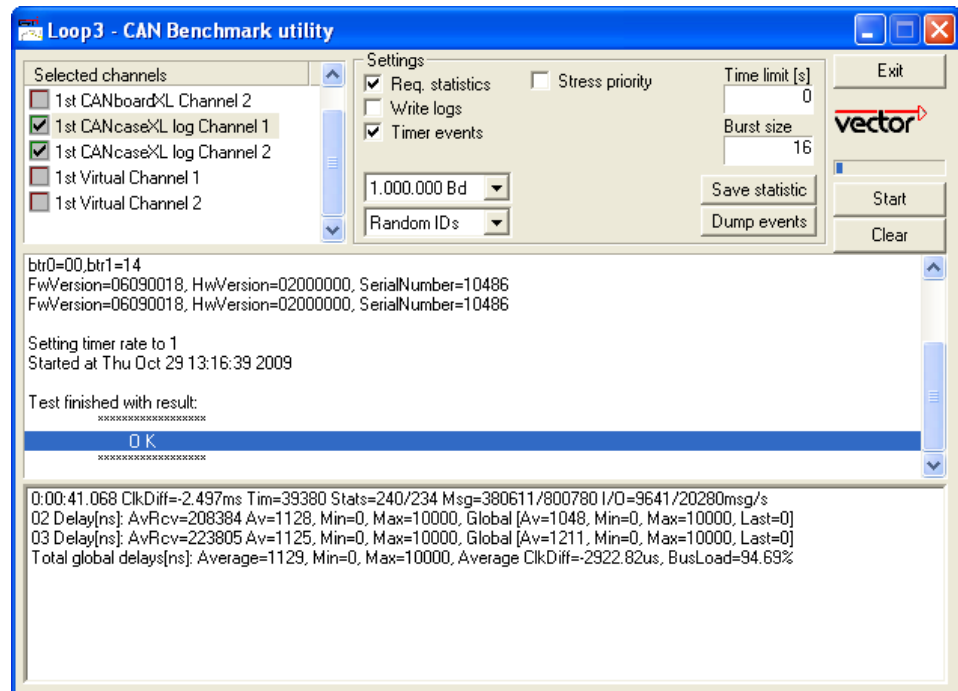 Loop3 - CAN Benchmark utility
Selected channels
1st CANboardXL Channel 2
1st CANcaseXL log Channel 1
1st CANcaseXL log Channel 2
1st Virtual Channel 1
1st Virtual Channel 2
Settings
Req. statistics
Write logs
Timer events
Stress priority
1.000.000 Bd
Random IDs
Time limit [s]
0
Burst size
16
Save statistic
Dump events
Exit
vector
Start
Clear
btr0=00,btr1=14
FwVersion=06090018, HwVersion=02000000, SerialNumber=10486
FwVersion=06090018, HwVersion=02000000, SerialNumber=10486
Setting timer rate to 1
Started at Thu Oct 29 13:16:39 2009
Test finished with result:
******************
O K
******************
0:00:41.068 ClkDiff=-2.497ms Tim=39380 Stats=240/234 Msg=380611/800780 I/O=9641/20280msg/s
02 Delay[ns]: AvRcv=208384 Av=1128, Min=0, Max=10000, Global [Av=1048, Min=0, Max=10000, Last=0]
03 Delay[ns]: AvRcv=223805 Av=1125, Min=0, Max=10000, Global [Av=1211, Min=0, Max=10000, Last=0]
Total global delays[ns]: Average=1129, Min=0, Max=10000, Average ClkDiff=-2922.82us, BusLoad=94.69%